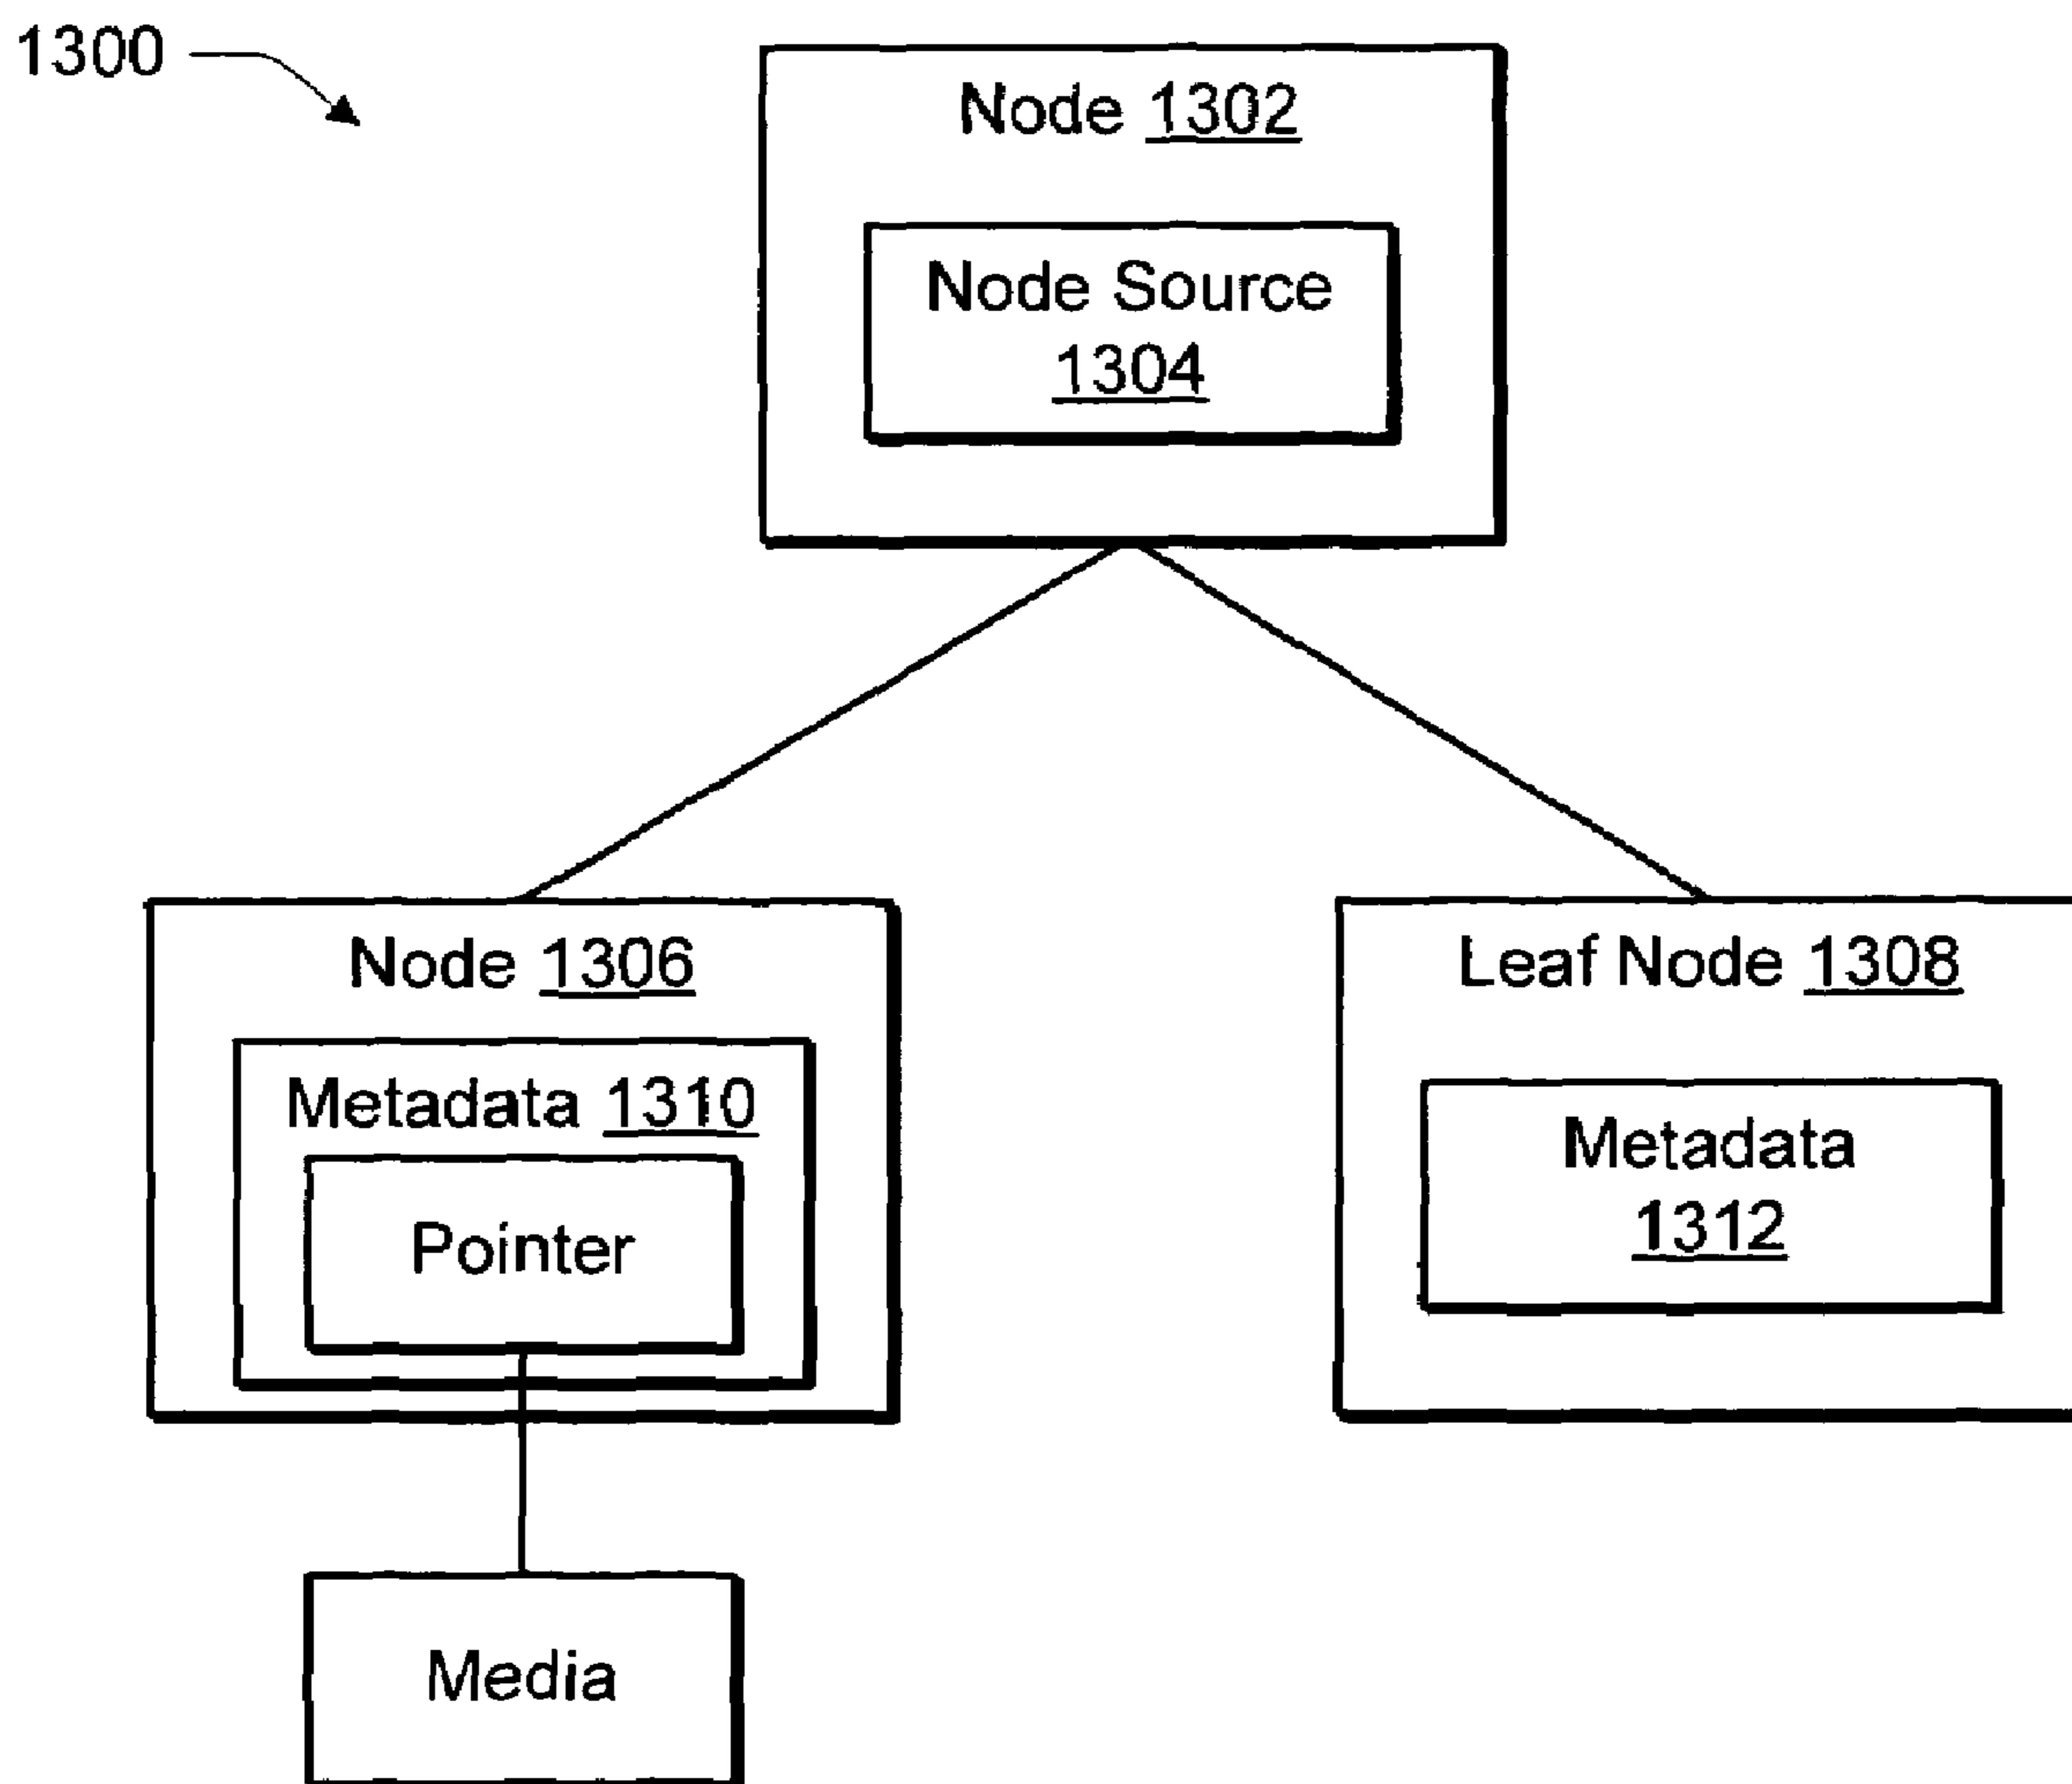 1300
Node 1302
Node Source
1304
Node 1306
Leaf Node 1308
Metadata 1310
Pointer
Metadata
1312
Media